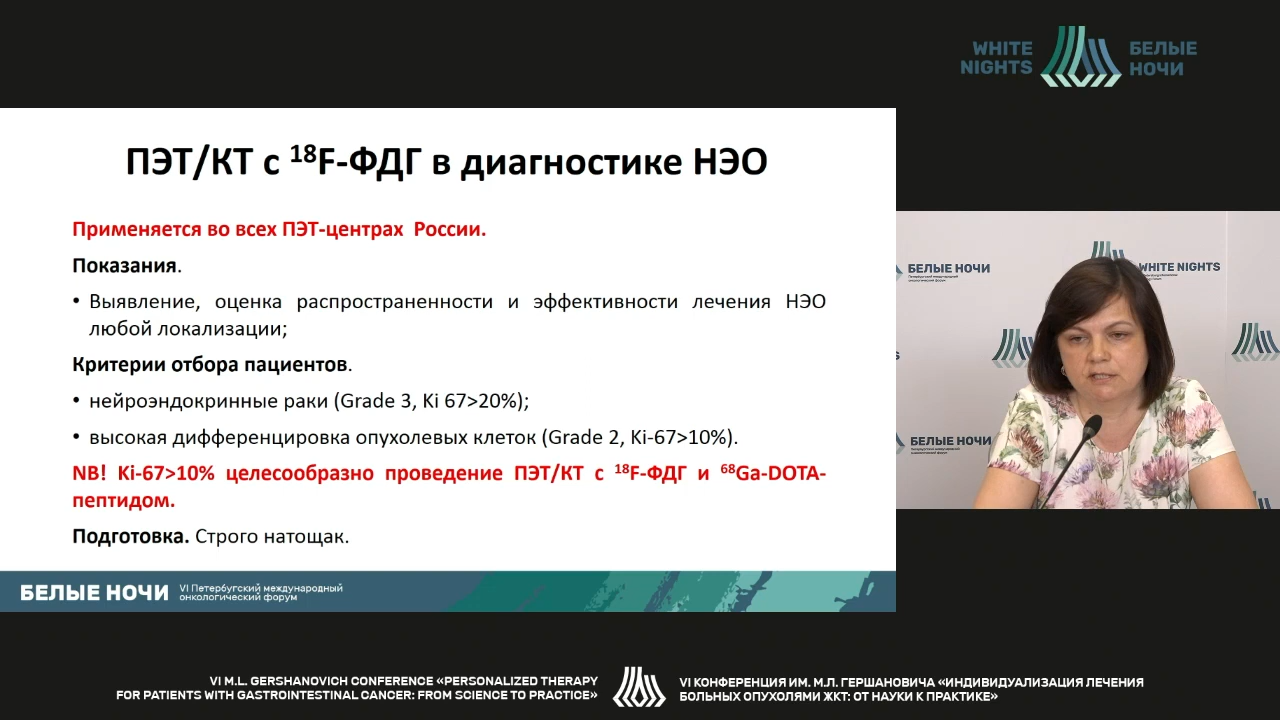 WHITE
NIGHTS
БЕЛЫЕ
НОЧИ
ПЭТ/КТ с ¹⁸F-ФДГ в диагностике НЭО
Применяется во всех ПЭТ-центрах России.
Показания.
• Выявление, оценка распространенности и эффективности лечения НЭО
любой локализации;
Критерии отбора пациентов.
• нейроэндокринные раки (Grade 3, Ki 67>20%);
• высокая дифференцировка опухолевых клеток (Grade 2, Ki-67>10%).
NB! Ki-67>10% целесообразно проведение ПЭТ/КТ с ¹⁸F-ФДГ и ⁶⁸Ga-DOTA-
пептидом.
Подготовка. Строго натощак.
БЕЛЫЕ НОЧИ
VI Петербургский международный
онкологический форум
БЕЛЫЕ НОЧИ
WHITE NIGHTS
БЕЛЫЕ НОЧИ
VI M.L. GERSHANOVICH CONFERENCE «PERSONALIZED THERAPY
FOR PATIENTS WITH GASTROINTESTINAL CANCER: FROM SCIENCE TO PRACTICE»
VI КОНФЕРЕНЦИЯ ИМ. М.Л. ГЕРШАНОВИЧА «ИНДИВИДУАЛИЗАЦИЯ ЛЕЧЕНИЯ
БОЛЬНЫХ ОПУХОЛЯМИ ЖКТ: ОТ НАУКИ К ПРАКТИКЕ»